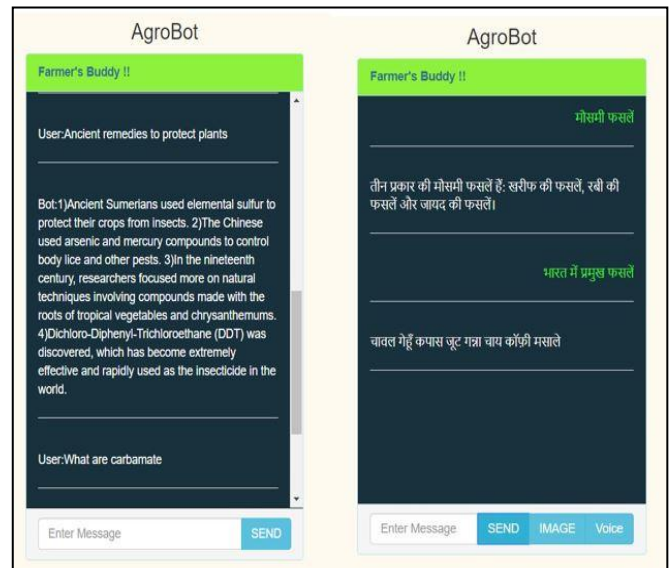 AgroBot
Farmer's Buddy !!
User:Ancient remedies to protect plants
Bot:1)Ancient Sumerians used elemental sulfur to
protect their crops from insects. 2)The Chinese
used arsenic and mercury compounds to control
body lice and other pests. 3)In the nineteenth
century, researchers focused more on natural
techniques involving compounds made with the
roots of tropical vegetables and chrysanthemums.
4)Dichloro-Diphenyl-Trichloroethane (DDT) was
discovered, which has become extremely
effective and rapidly used as the insecticide in the
world.
User:What are carbamate
Enter Message
SEND
AgroBot
Farmer's Buddy !!
मौसमी फसलें
तीन प्रकार की मौसमी फसलें हैं: खरीफ की फसलें, रबी की
फसलें और जायद की फसलें।
भारत में प्रमुख फसलें
चावल गेहूँ कपास जूट गन्ना चाय कॉफ़ी मसाले
Enter Message
SEND
IMAGE
Voice